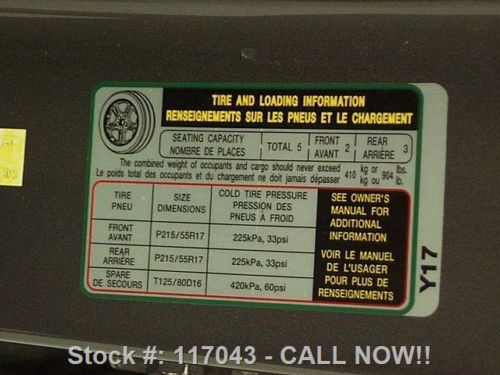 TIRE AND LOADING INFORMATION
RENSEIGNEMENTS SUR LES PNEUS ET LE CHARGEMENT
SEATING CAPACITY
NOMBRE DE PLACES
TOTAL 5
FRONT
AVANT 2
REAR
ARRIÈRE 3
The combined weight of occupants and cargo should never exceed
Le poids total des occupants et du chargement ne doit jamais dépasser
410 kg or
kg ou
904 lbs.
lb.
TIRE
PNEU
SIZE
DIMENSIONS
COLD TIRE PRESSURE
PRESSION DES
PNEUS À FROID
FRONT
AVANT
P215/55R17
225kPa, 33psi
REAR
ARRIÈRE
P215/55R17
225kPa, 33psi
SPARE
DE SECOURS
T125/80D16
420kPa, 60psi
SEE OWNER'S
MANUAL FOR
ADDITIONAL
INFORMATION
VOIR LE MANUEL
DE L'USAGER
POUR PLUS DE
RENSEIGNEMENTS
Y17
Stock #: 117043 - CALL NOW!!